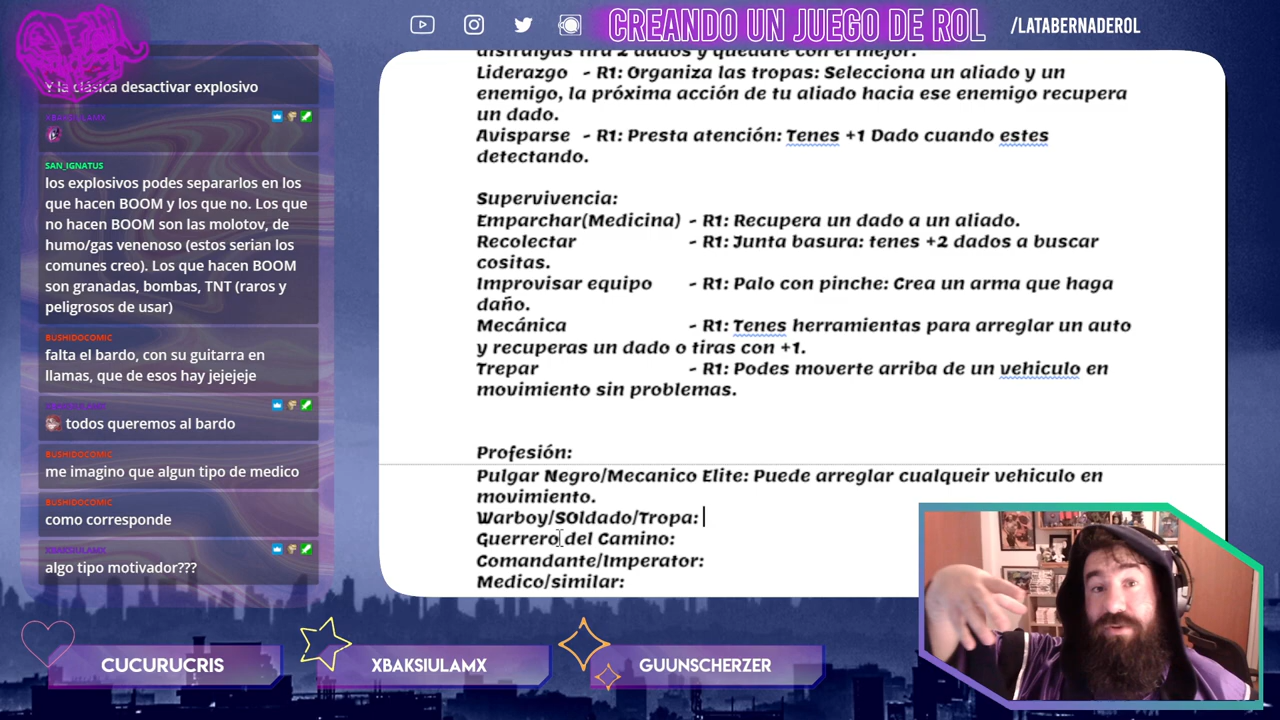 CREANDO UN JUEGO DE ROL
/LATABERNADEROL
Y la clásica desactivar explosivo
XBAKSIULAMX
SAN_IGNATUS
los explosivos podes separarlos en los
que hacen BOOM y los que no. Los que
no hacen BOOM son las molotov, de
humo/gas venenoso (estos serian los
comunes creo). Los que hacen BOOM
son granadas, bombas, TNT (raros y
peligrosos de usar)
BUSHIDOCOMIC
falta el bardo, con su guitarra en
llamas, que de esos hay jejejeje
todos queremos al bardo
BUSHIDOCOMIC
me imagino que algun tipo de medico
BUSHIDOCOMIC
como corresponde
XBAKSIULAMX
algo tipo motivador???
distraigas tira 2 dados y quedate con el mejor.
Liderazgo - R1: Organiza las tropas: Selecciona un aliado y un
enemigo, la próxima acción de tu aliado hacia ese enemigo recupera
un dado.
Avisparse - R1: Presta atención: Tenes +1 Dado cuando estes
detectando.
Supervivencia:
Emparchar(Medicina) - R1: Recupera un dado a un aliado.
Recolectar - R1: Junta basura: tenes +2 dados a buscar
cositas.
Improvisar equipo - R1: Palo con pinche: Crea un arma que haga
daño.
Mecánica - R1: Tenes herramientas para arreglar un auto
y recuperas un dado o tiras con +1.
Trepar - R1: Podes moverte arriba de un vehiculo en
movimiento sin problemas.
Profesión:
Pulgar Negro/Mecanico Elite: Puede arreglar cualqueir vehiculo en
movimiento.
Warboy/SOldado/Tropa:
Guerrero del Camino:
Comandante/Imperator:
Medico/similar:
CUCURUCRIS
XBAKSIULAMX
GUUNSCHERZER